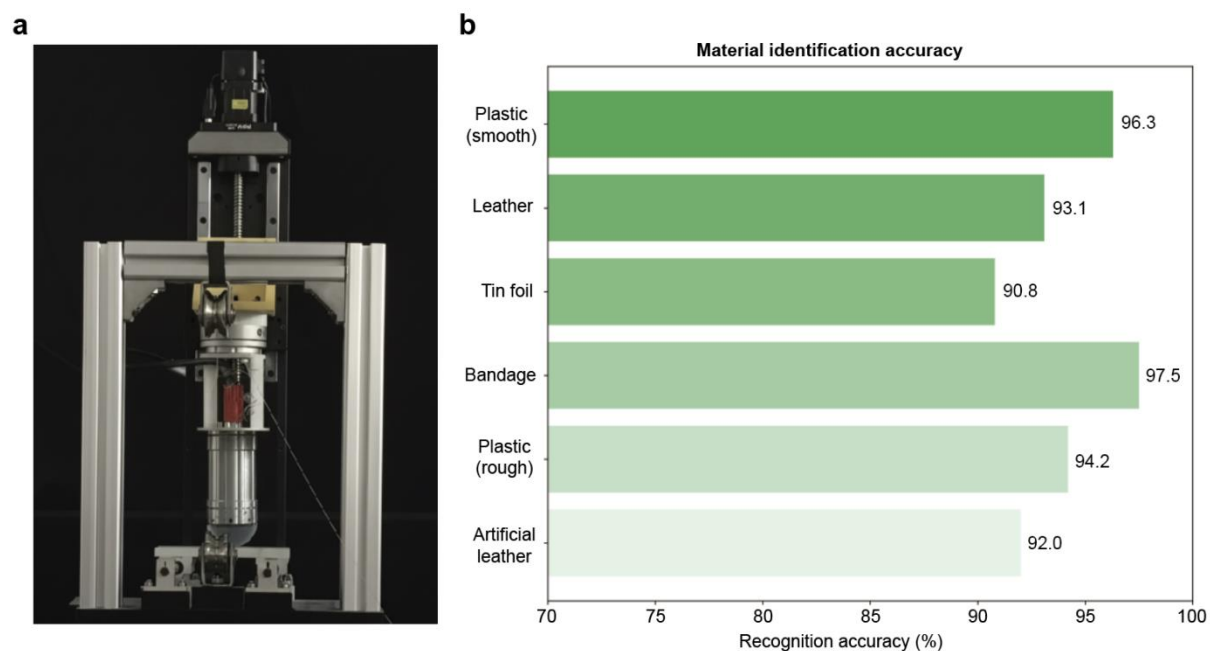 a
b
Material identification accuracy
Plastic
(smooth)
96.3
Leather
93.1
Tin foil
90.8
Bandage
97.5
Plastic
(rough)
94.2
Artificial
leather
92.0
70 75 80 85 90 95 100
Recognition accuracy (%)